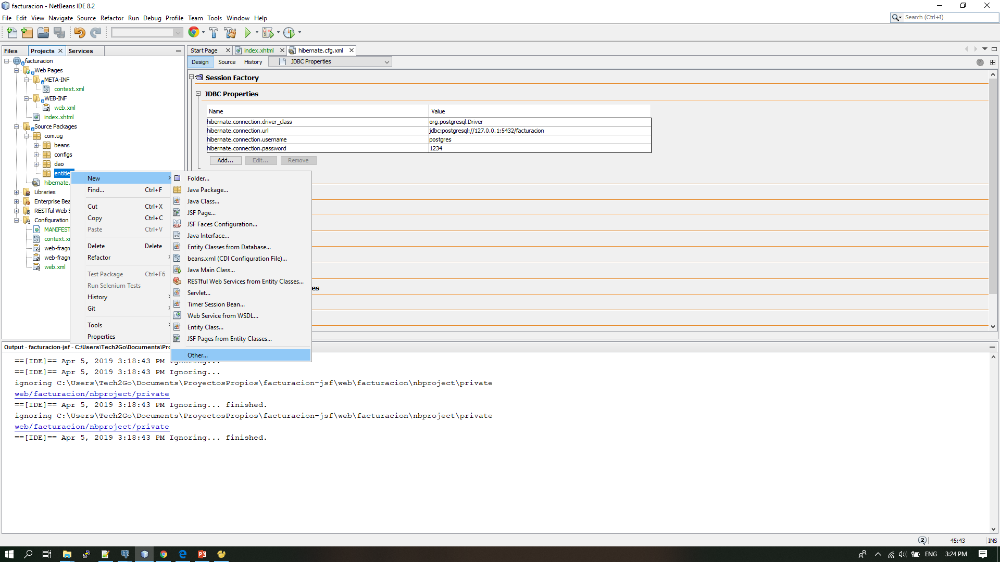 facturacion - NetBeans IDE 8.2
File Edit View Navigate Source Refactor Run Debug Profile Team Tools Window Help
Search (Ctrl+I)
Files Projects Services
Start Page index.xhtml hibernate.cfg.xml
Design Source History JDBC Properties
facturacion
Web Pages
META-INF
context.xml
WEB-INF
web.xml
index.xhtml
Source Packages
com.ug
beans
configs
dao
entitie
hibernate.
Libraries
Enterprise Bea
RESTful Web S
Configuration
MANIFEST
context.xm
web-fragm
web-fragm
web.xml
Session Factory
JDBC Properties
Name Value
hibernate.connection.driver_class org.postgresql.Driver
hibernate.connection.url jdbc:postgresql://127.0.0.1:5432/facturacion
hibernate.connection.username postgres
hibernate.connection.password 1234
Add... Edit... Remove
es
New
Find... Ctrl+F
Cut Ctrl+X
Copy Ctrl+C
Paste Ctrl+V
Delete Delete
Refactor
Test Package Ctrl+F6
Run Selenium Tests
History
Git
Tools
Properties
Folder...
Java Package...
Java Class...
JSF Page...
JSF Faces Configuration...
Java Interface...
Entity Classes from Database...
beans.xml (CDI Configuration File)...
Java Main Class...
RESTful Web Services from Entity Classes...
Servlet...
Timer Session Bean...
Web Service from WSDL...
Entity Class...
JSF Pages from Entity Classes...
Other...
Output - facturacion-jsf - C:\Users\Tech2Go\Documents\Pro
==[IDE]== Apr 5, 2019 3:18:43 PM Ignoring...
==[IDE]== Apr 5, 2019 3:18:43 PM Ignoring...
ignoring C:\Users\Tech2Go\Documents\ProyectosPropios\facturacion-jsf\web\facturacion\nbproject\private
web/facturacion/nbproject/private
==[IDE]== Apr 5, 2019 3:18:43 PM Ignoring... finished.
ignoring C:\Users\Tech2Go\Documents\ProyectosPropios\facturacion-jsf\web\facturacion\nbproject\private
web/facturacion/nbproject/private
==[IDE]== Apr 5, 2019 3:18:43 PM Ignoring... finished.
2 45:43 INS
ENG 3:24 PM